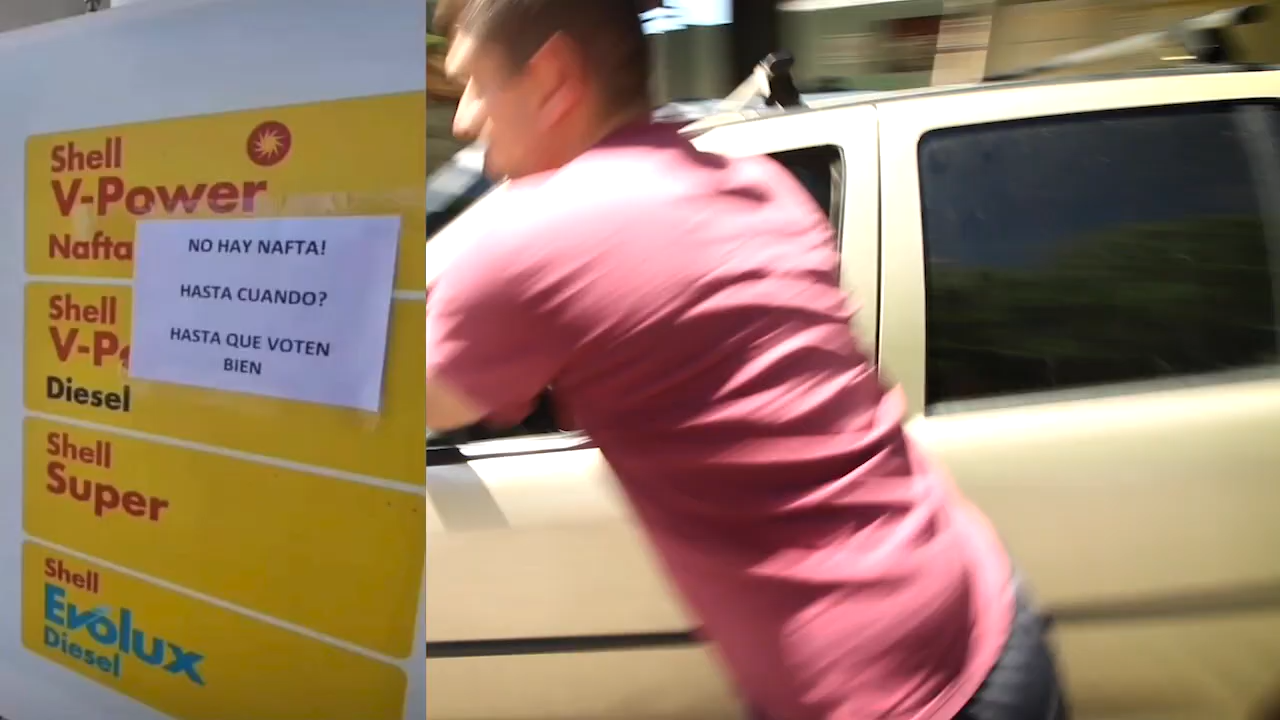 Shell
V-Power
Nafta
NO HAY NAFTA!
HASTA CUANDO?
HASTA QUE VOTEN
BIEN
Shell
Diesel
Shell
Super
Shell
Evolux
Diesel